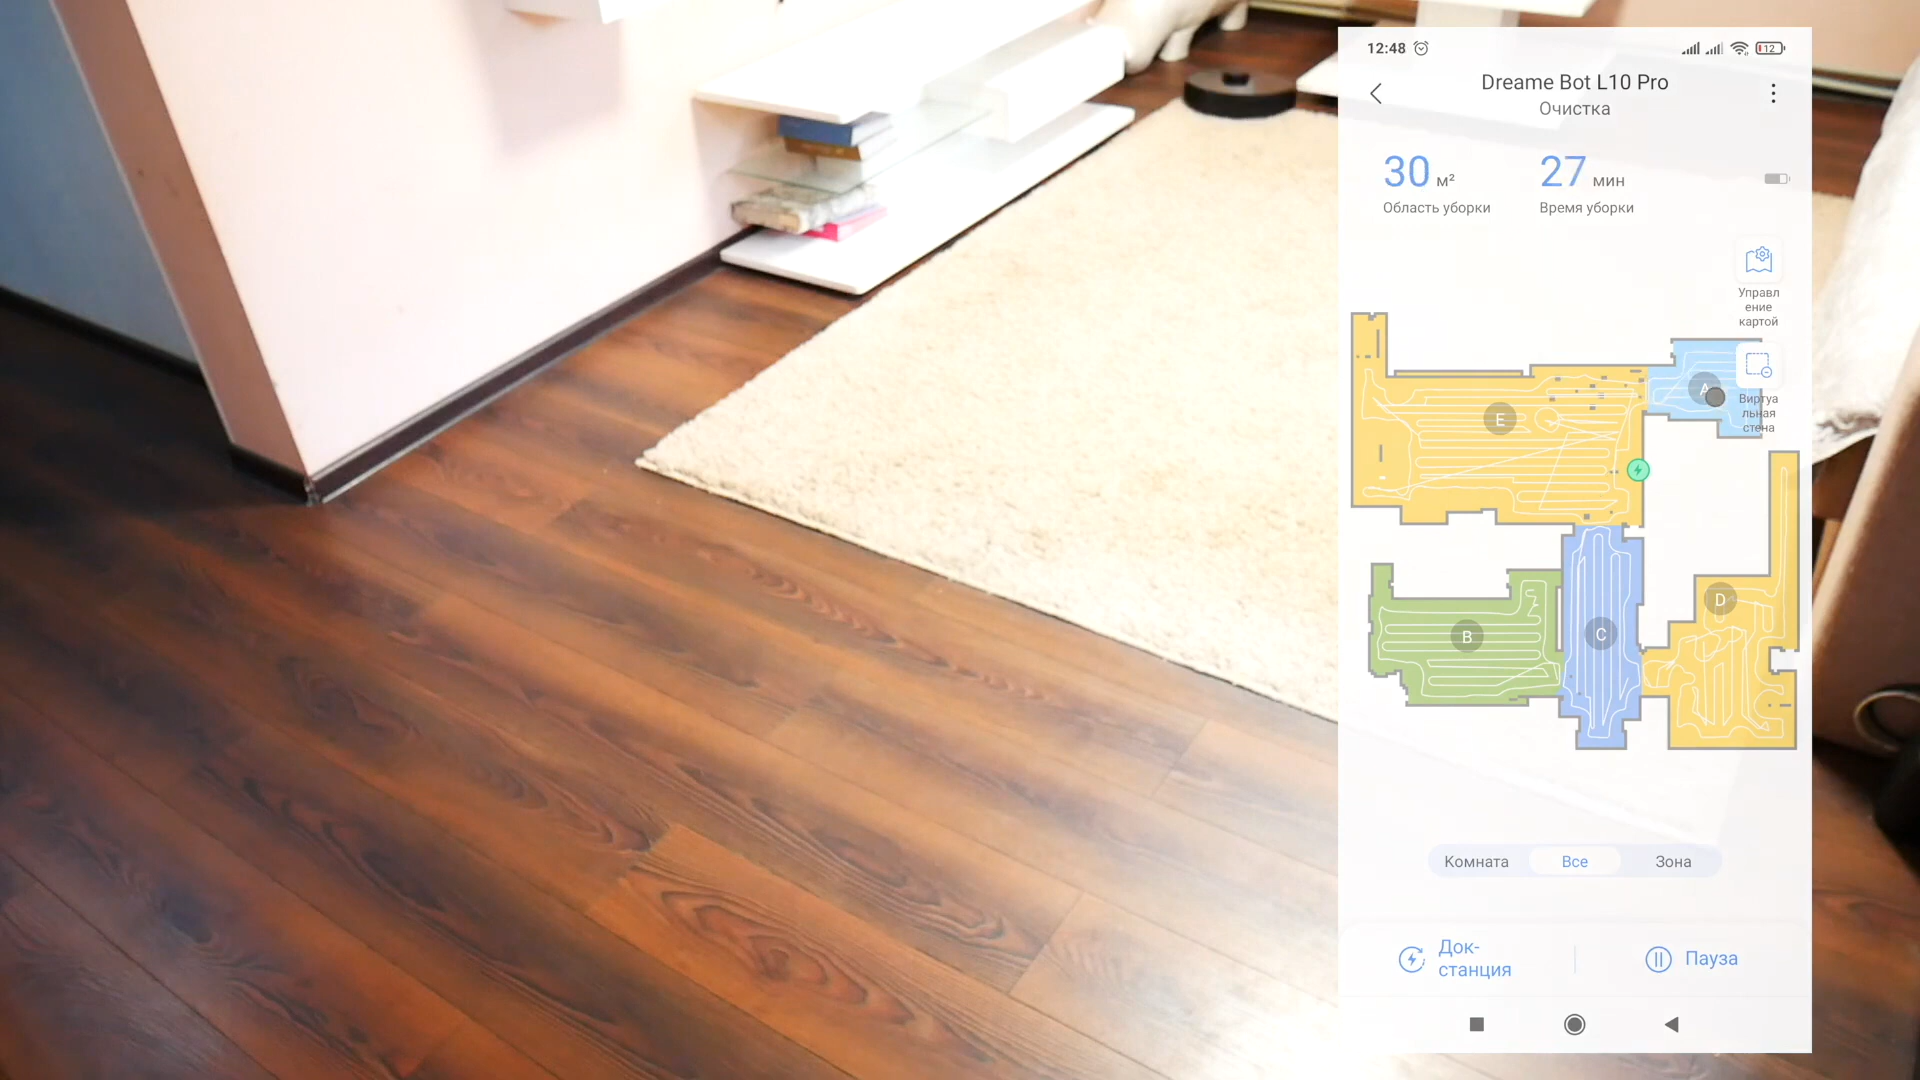 12:48
12
Dreame Bot L10 Pro
Очистка
30 м²
27 мин
Область уборки
Время уборки
Управл
ение
картой
Виртуа
льная
стена
A
E
D
B
C
Комната
Все
Зона
Док-
станция
Пауза